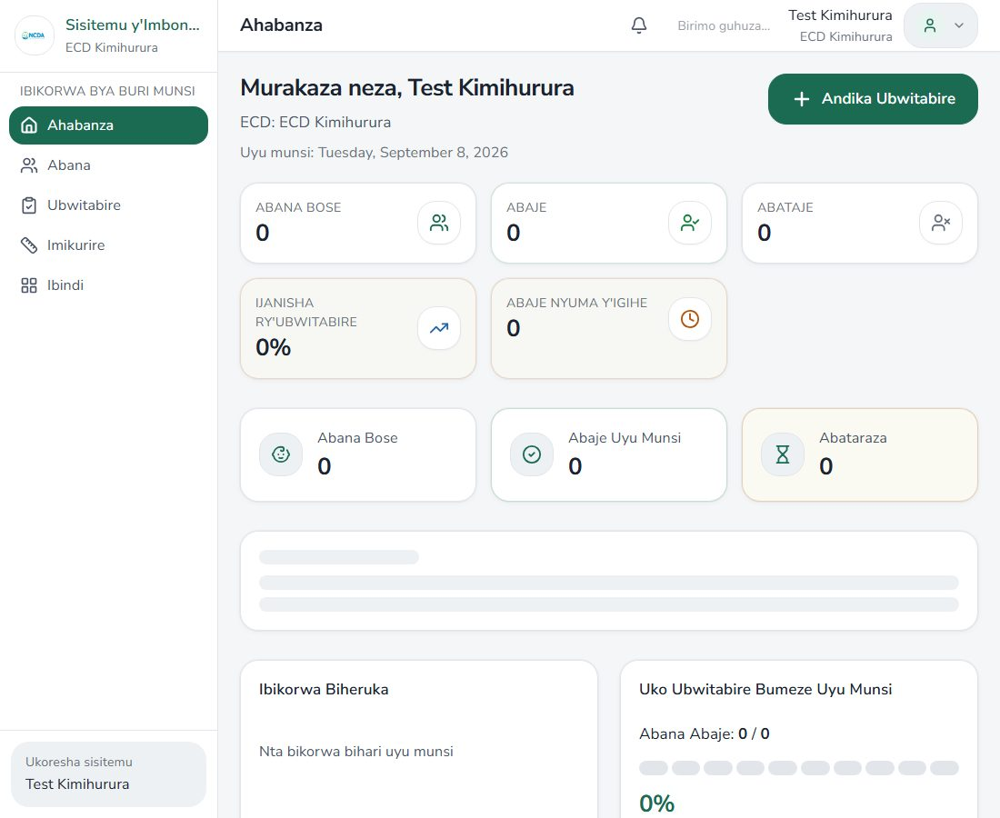 NCDA
Sisitemu y'Imbon...
ECD Kimihurura
IBIKORWA BYA BURI MUNSI
Ahabanza
Abana
Ubwitabire
Imikurire
Ibindi
Ukoresha sisitemu
Test Kimihurura
Ahabanza
Birimo guhuza...
Test Kimihurura
ECD Kimihurura
Murakaza neza, Test Kimihurura
ECD: ECD Kimihurura
Uyu munsi: Tuesday, September 8, 2026
Andika Ubwitabire
ABANA BOSE
0
ABAJE
0
ABATAJE
0
IJANISHA
RY'UBWITABIRE
0%
ABAJE NYUMA Y'IGIHE
0
Abana Bose
0
Abaje Uyu Munsi
0
Abataraza
0
Ibikorwa Biheruka
Nta bikorwa bihari uyu munsi
Uko Ubwitabire Bumeze Uyu Munsi
Abana Abaje: 0 / 0
0%